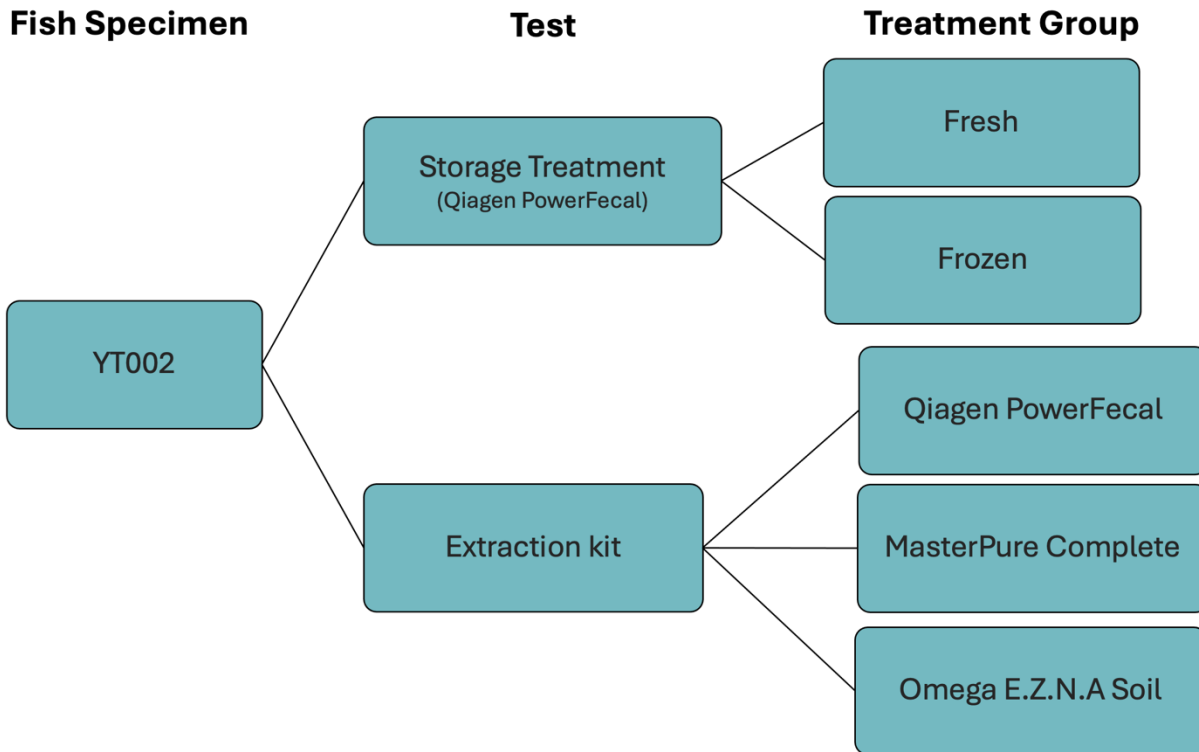 Fish Specimen
Test
Treatment Group
Fresh
Storage Treatment
(Qiagen PowerFecal)
Frozen
YT002
Qiagen PowerFecal
Extraction kit
MasterPure Complete
Omega E.Z.N.A Soil